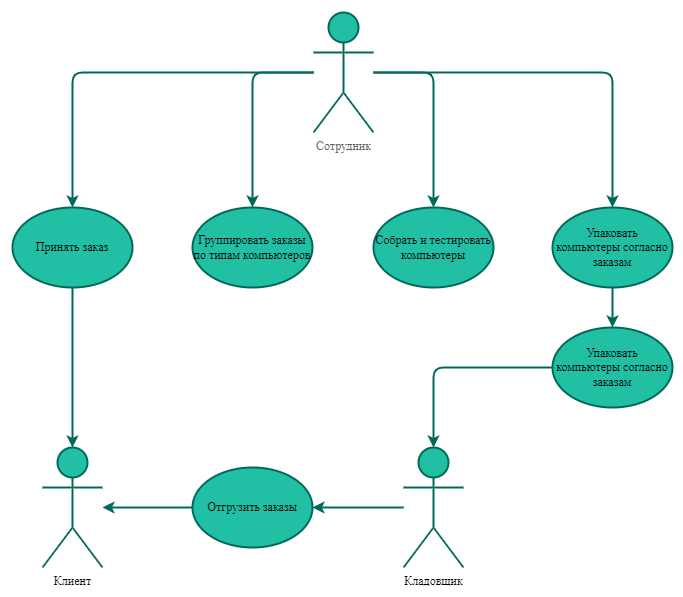 Сотрудник
Принять заказ
Группировать заказы
по типам компьютеров
Собрать и тестировать
компьютеры
Упаковать
компьютеры согласно
заказам
Упаковать
компьютеры согласно
заказам
Отгрузить заказы
Клиент
Кладовщик